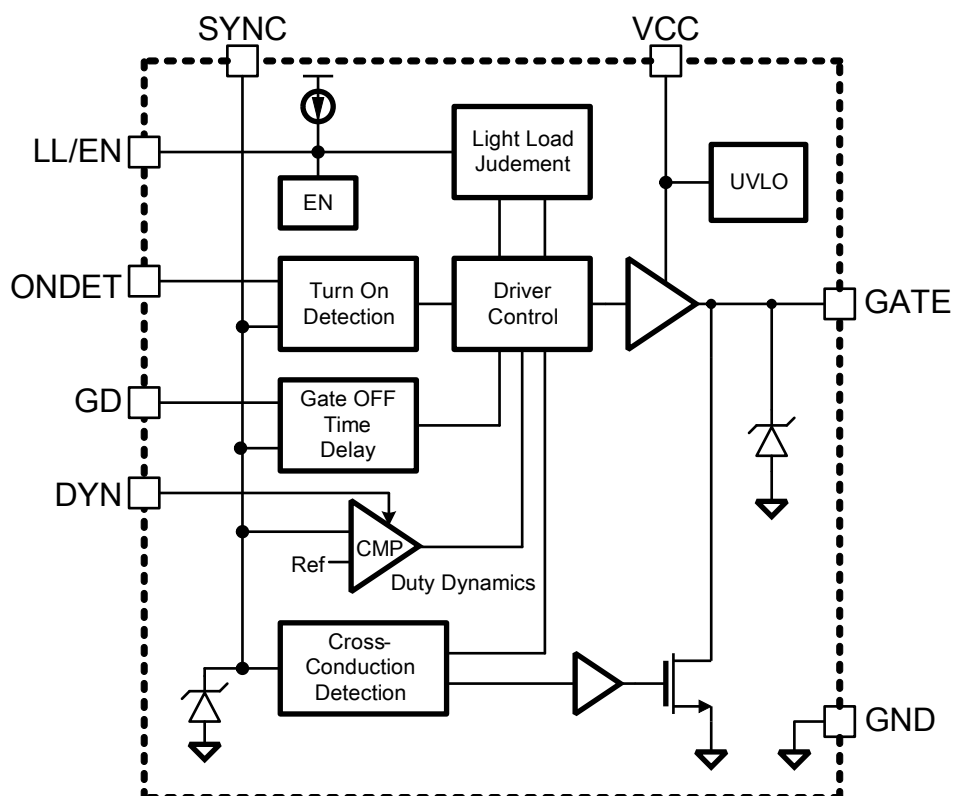 SYNC
VCC
LL/EN
Light Load
Judement
EN
UVLO
ONDET
Turn On
Detection
Driver
Control
GATE
GD
Gate OFF
Time
Delay
DYN
CMP
Ref
Duty Dynamics
Cross-
Conduction
Detection
GND